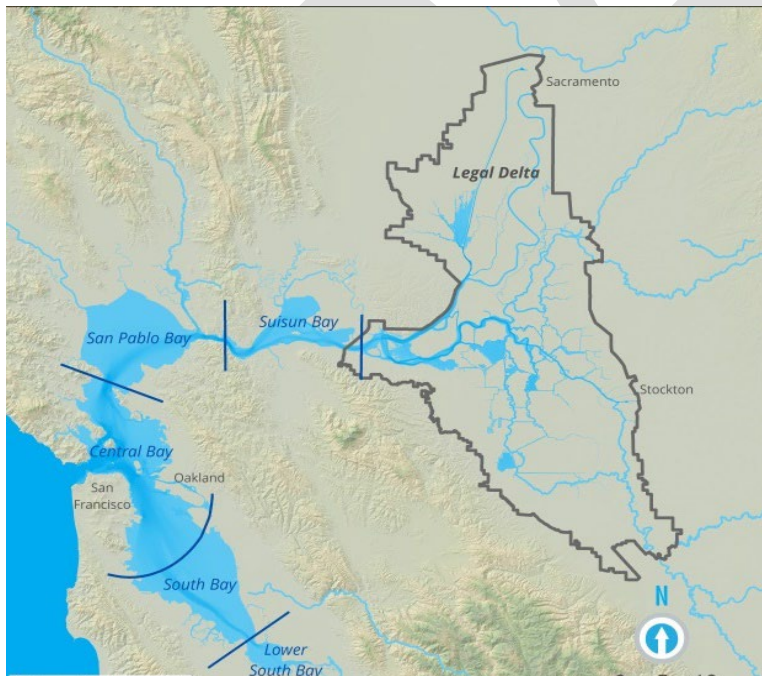 Sacramento
Legal Delta
Suisun Bay
San Pablo Bay
Stockton
Central Bay
Oakland
San
Francisco
South Bay
N
Lower
South Bay